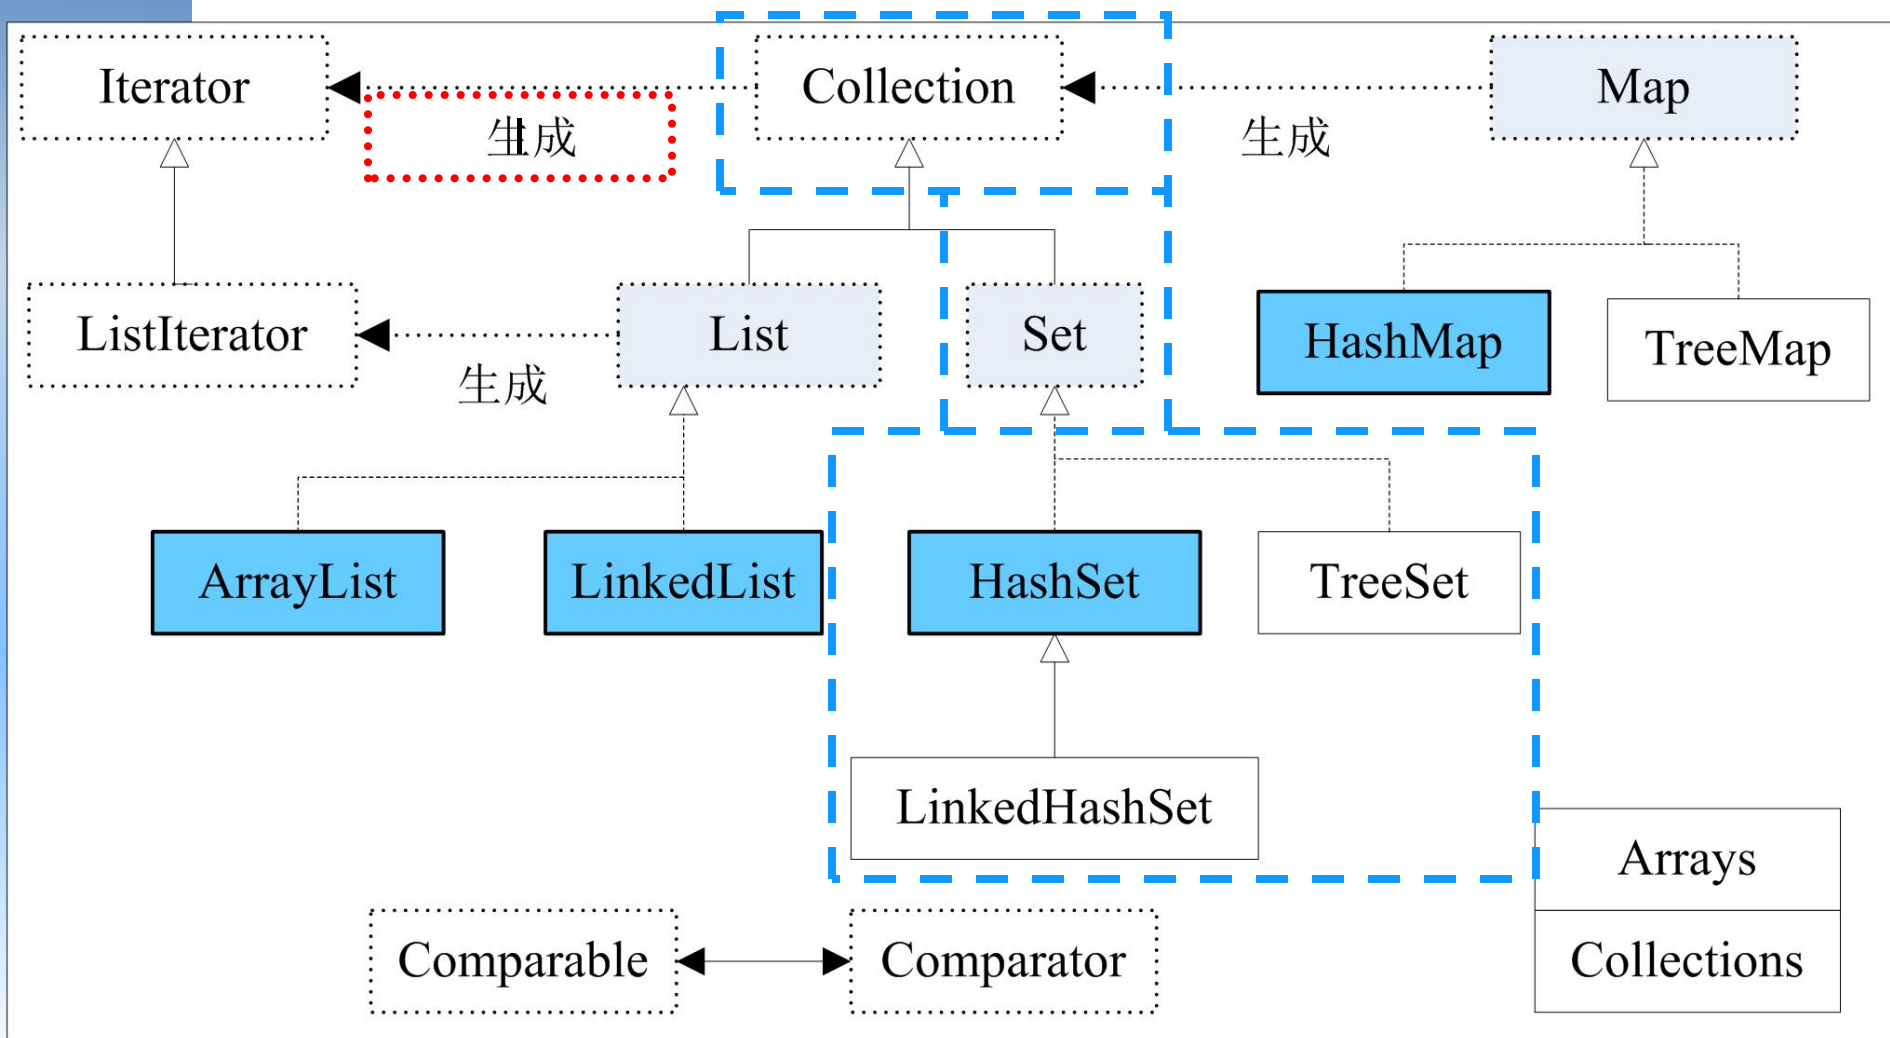 Iterator
Collection
Map
生成
生成
ListIterator
List
Set
HashMap
TreeMap
生成
ArrayList
LinkedList
HashSet
TreeSet
LinkedHashSet
Arrays
Comparable
Comparator
Collections